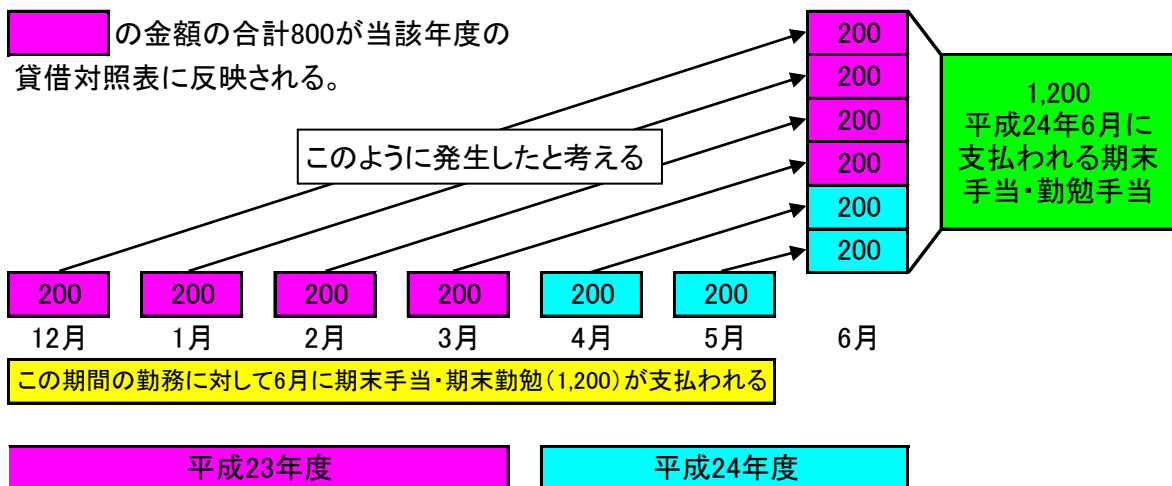 の金額の合計800が当該年度の
貸借対照表に反映される。
このように発生したと考える
200
200
200
200
200
200
1,200
平成24年6月に
支払われる期末
手当・勤勉手当
200 200 200 200 200 200
12月 1月 2月 3月 4月 5月 6月
この期間の勤務に対して6月に期末手当・期末勤勉(1,200)が支払われる
平成23年度 平成24年度